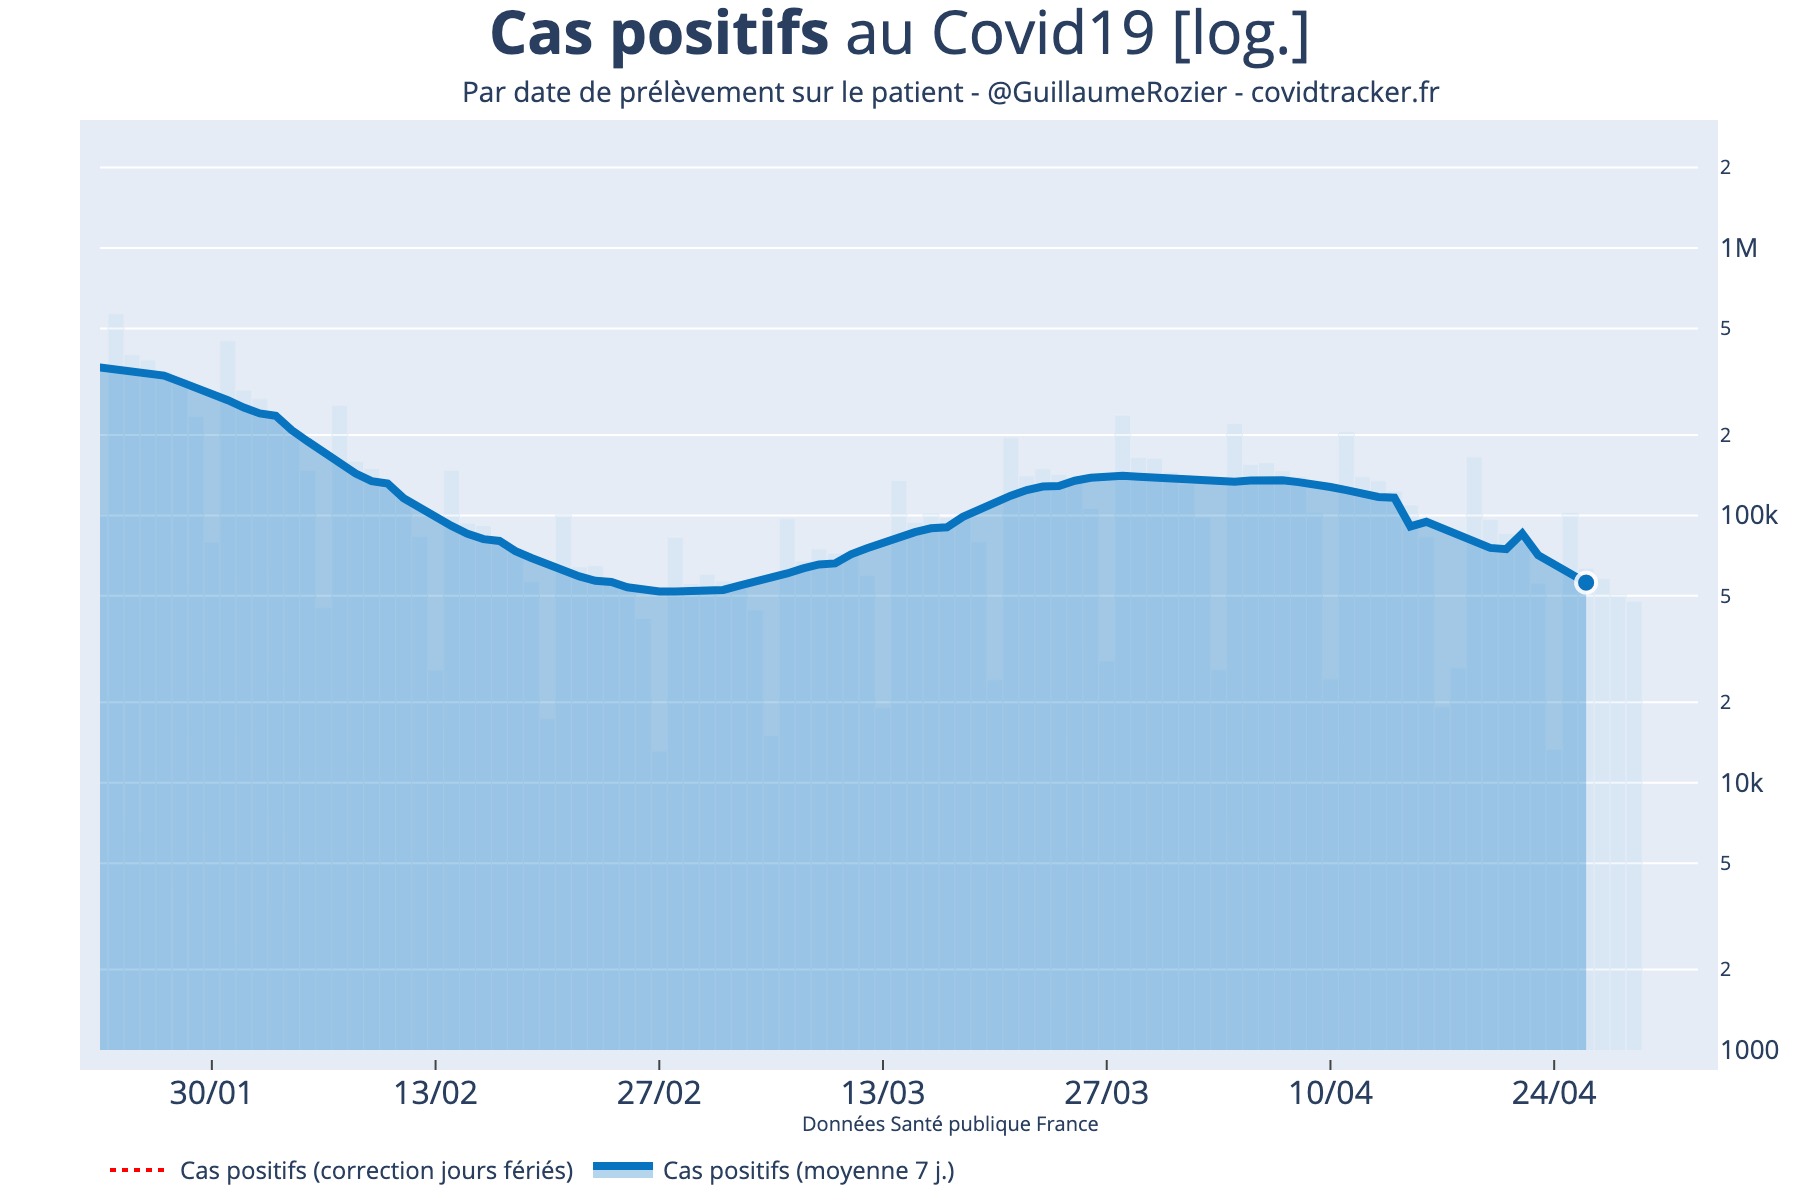 Cas positifs au Covid19 [log.]
Par date de prélèvement sur le patient - @GuillaumeRozier - covidtracker.fr
2
1M
5
2
100k
5
2
10k
5
2
1000
30/01 13/02 27/02 13/03 27/03 10/04 24/04
Données Santé publique France
Cas positifs (correction jours fériés) Cas positifs (moyenne 7 j.)